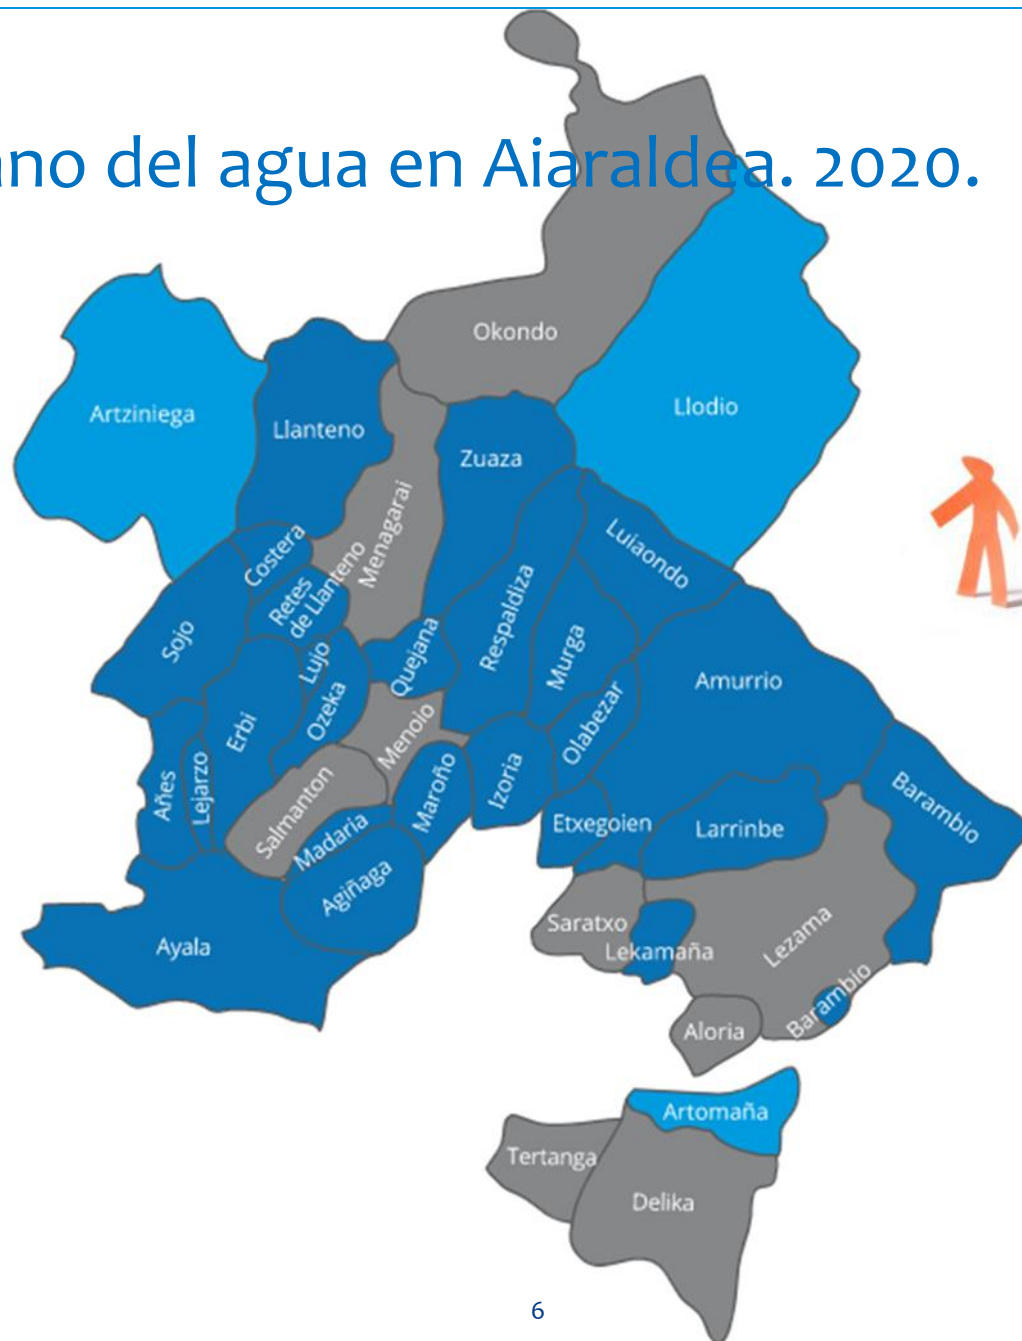 ano del agua en Aiaraldea. 2020.
Okondo
Artziniega
Llodio
Llanteno
Zuaza
Menagarai
Luiaondo
Costera
Retes
de Llanteno
Respaldiza
Sojo
Lujo
Quejana
Murga
Amurrio
Ozeka
Erbi
Olabezar
Menoio
Añes
Lejarzo
Maroño
Izoria
Barambio
Salmanton
Madaria
Etxegoien
Larrinbe
Agiñaga
Saratxo
Lezama
Ayala
Lekamaña
Barambio
Aloria
Artomaña
Tertanga
Delika
6